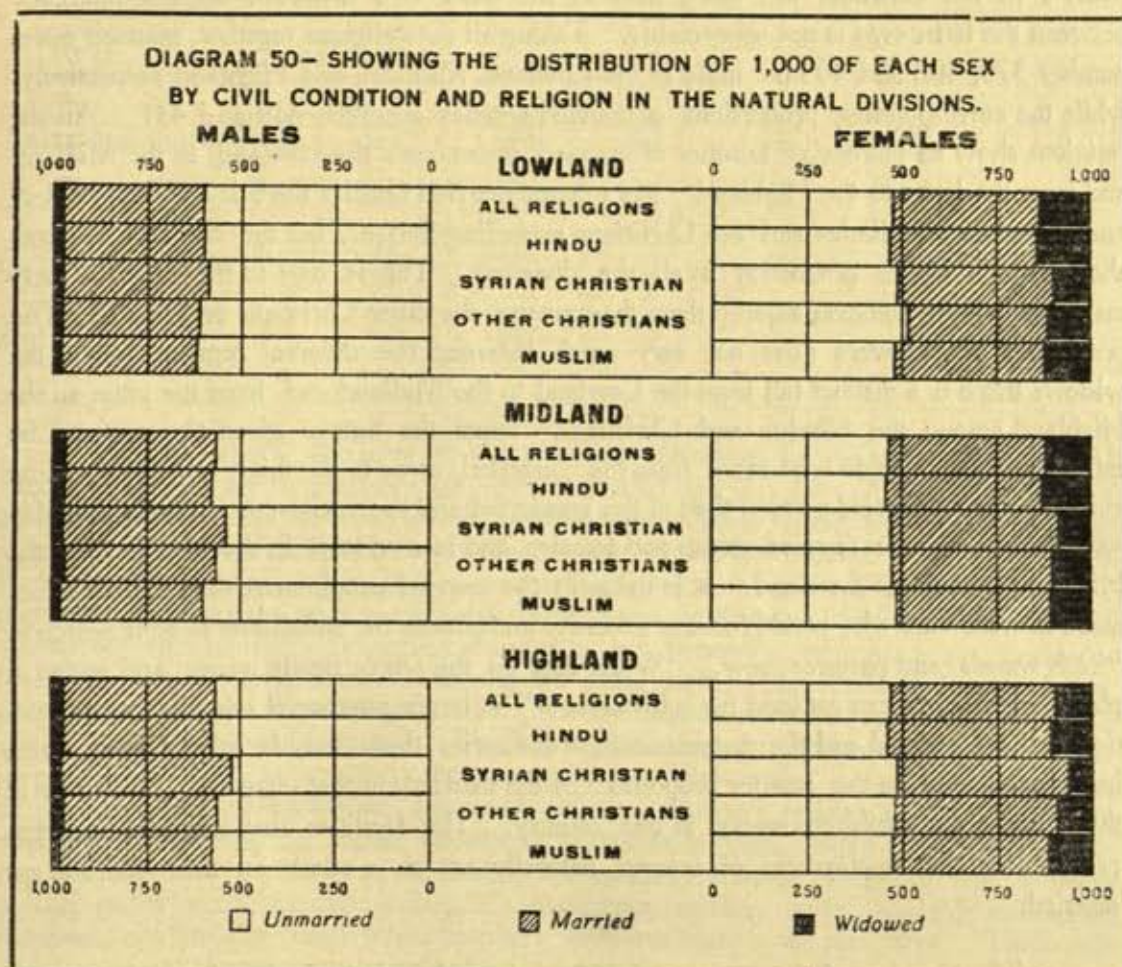 DIAGRAM 50- SHOWING THE DISTRIBUTION OF 1,000 OF EACH SEX
BY CIVIL CONDITION AND RELIGION IN THE NATURAL DIVISIONS.
MALES FEMALES
1,000 750 500 250 0 LOWLAND 0 250 500 750 1,000
ALL RELIGIONS
HINDU
SYRIAN CHRISTIAN
OTHER CHRISTIANS
MUSLIM
MIDLAND
ALL RELIGIONS
HINDU
SYRIAN CHRISTIAN
OTHER CHRISTIANS
MUSLIM
HIGHLAND
ALL RELIGIONS
HINDU
SYRIAN CHRISTIAN
OTHER CHRISTIANS
MUSLIM
1,000 750 500 250 0 0 250 500 750 1,000
Unmarried Married Widowed